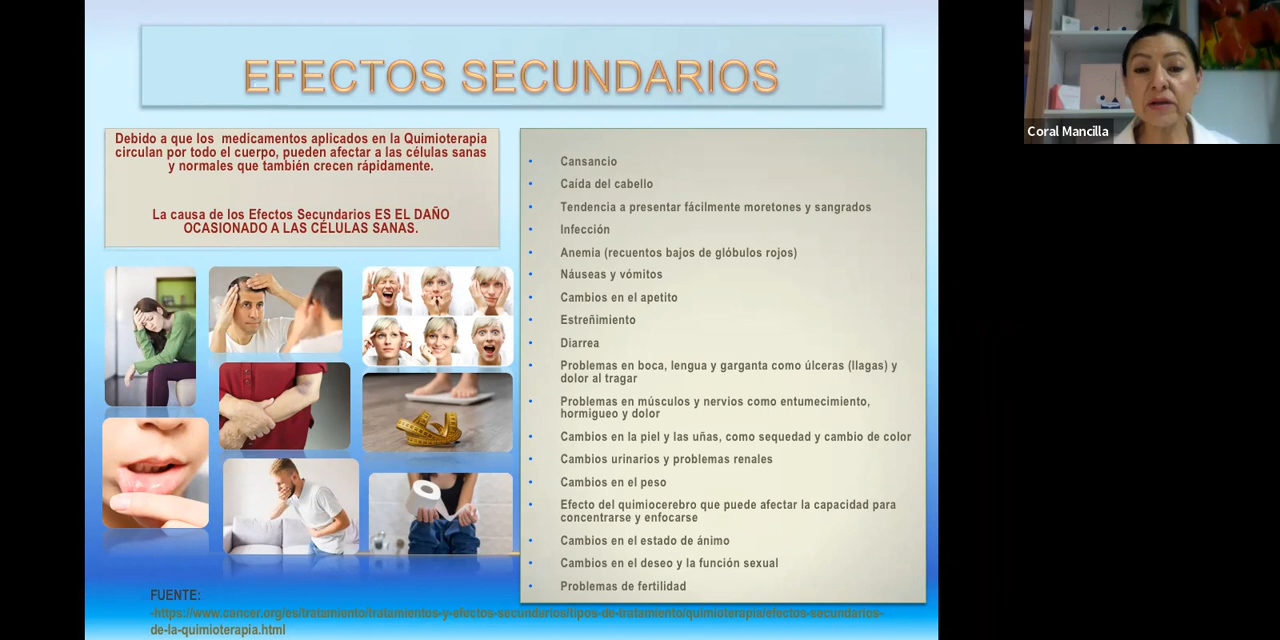 EFECTOS SECUNDARIOS
Debido a que los medicamentos aplicados en la Quimioterapia
circulan por todo el cuerpo, pueden afectar a las células sanas
y normales que también crecen rápidamente.
La causa de los Efectos Secundarios ES EL DAÑO
OCASIONADO A LAS CÉLULAS SANAS.
• Cansancio
• Caída del cabello
• Tendencia a presentar fácilmente moretones y sangrados
• Infección
• Anemia (recuentos bajos de glóbulos rojos)
• Náuseas y vómitos
• Cambios en el apetito
• Estreñimiento
• Diarrea
• Problemas en boca, lengua y garganta como úlceras (llagas) y
dolor al tragar
• Problemas en músculos y nervios como entumecimiento,
hormigueo y dolor
• Cambios en la piel y las uñas, como sequedad y cambio de color
• Cambios urinarios y problemas renales
• Cambios en el peso
• Efecto del quimiocerebro que puede afectar la capacidad para
concentrarse y enfocarse
• Cambios en el estado de ánimo
• Cambios en el deseo y la función sexual
• Problemas de fertilidad
FUENTE:
-https://www.cancer.org/es/tratamiento/tratamientos-y-efectos-secundarios/tipos-de-tratamiento/quimioterapia/efectos-secundarios-
de-la-quimioterapia.html
Coral Mancilla